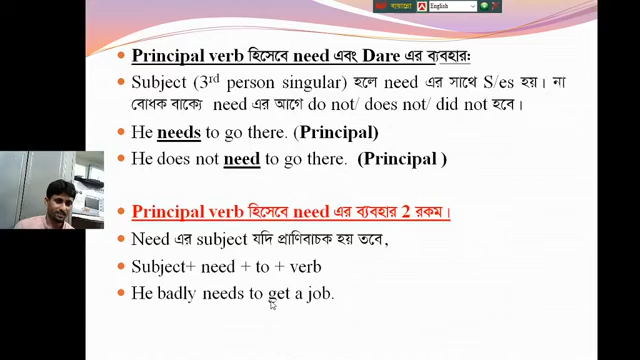 বাংলায়ন
English
Principal verb হিসেবে need এবং Dare এর ব্যবহার:
Subject (3rd person singular) হলে need এর সাথে S/es হয়। না
বোধক বাক্যে need এর আগে do not/ does not/ did not হবে।
He needs to go there. (Principal)
He does not need to go there. (Principal )
Principal verb হিসেবে need এর ব্যবহার 2 রকম।
Need এর subject যদি প্রাণিবাচক হয় তবে,
Subject+ need + to + verb
He badly needs to get a job.